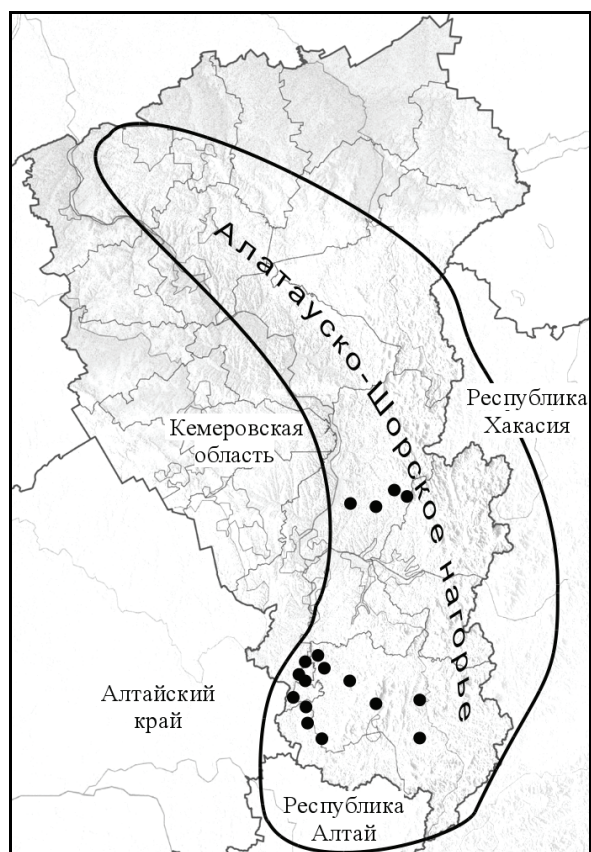 Алатауско-Шорское нагорье
Республика
Хакасия
Кемеровская
область
Алтайский
край
Республика
Алтай